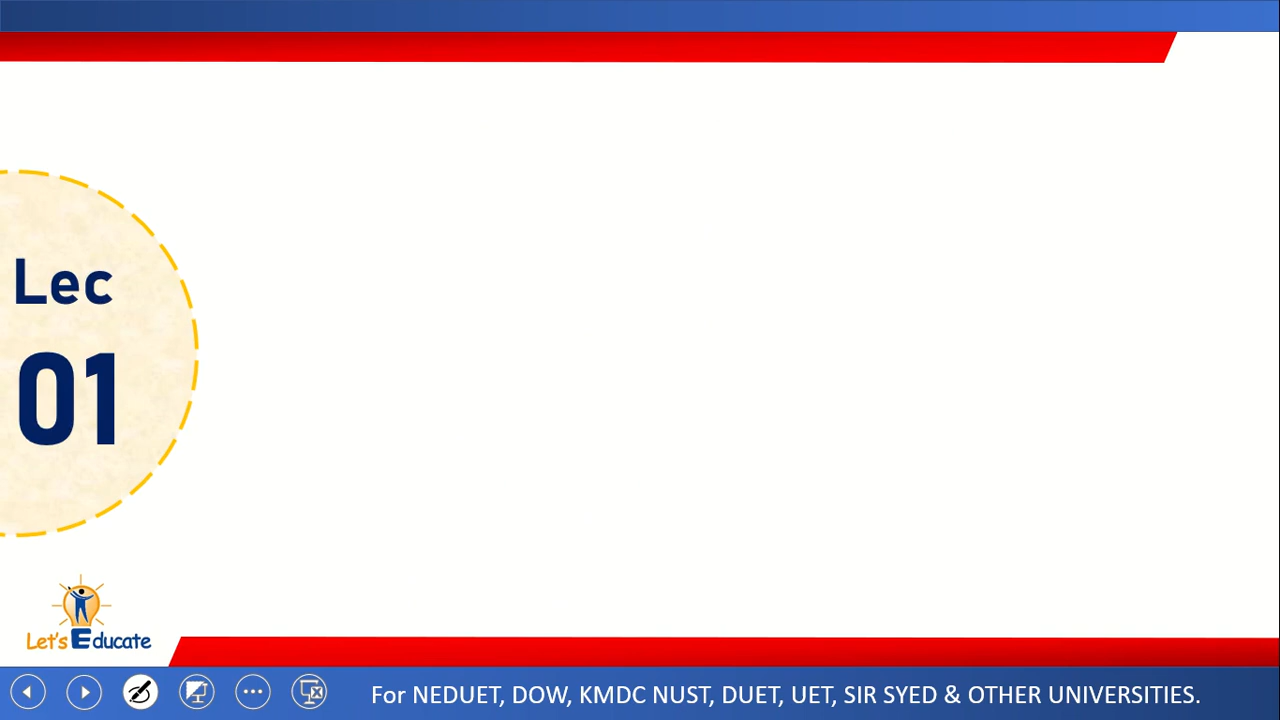 Lec
01
Let's Educate
For NEDUET, DOW, KMDC NUST, DUET, UET, SIR SYED & OTHER UNIVERSITIES.